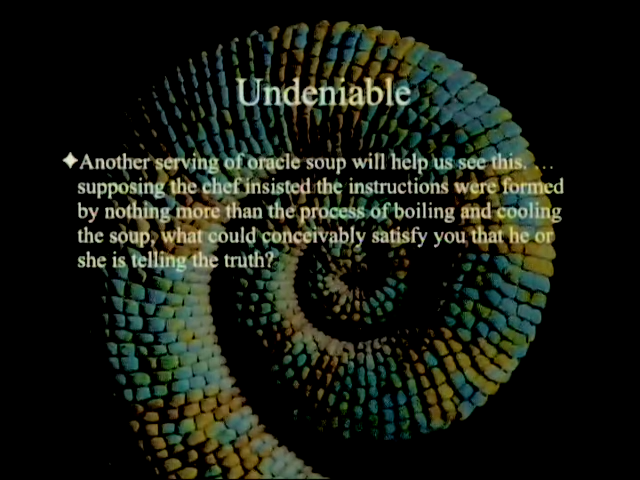 Undeniable
✦Another serving of oracle soup will help us see this. . . .
supposing the chef insisted the instructions were formed
by nothing more than the process of boiling and cooling
the soup, what could conceivably satisfy you that he or
she is telling the truth?